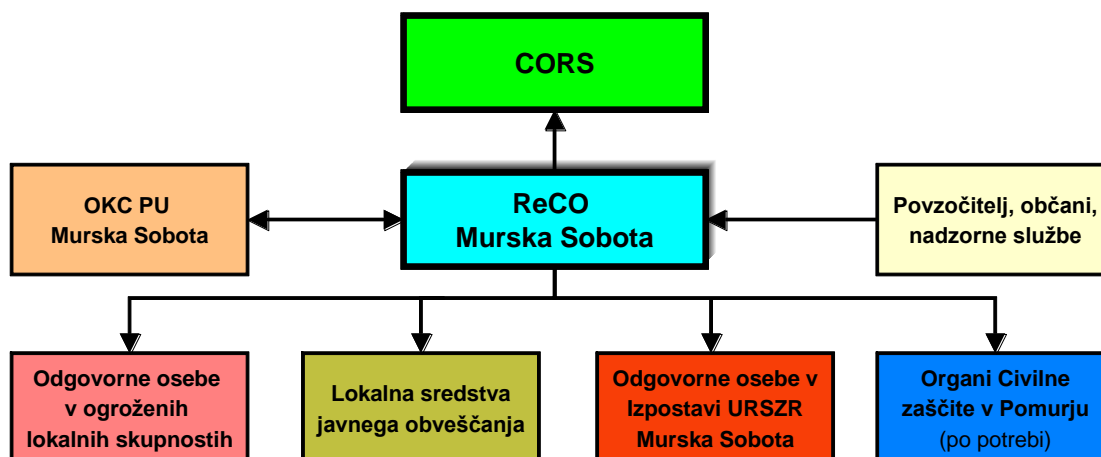 CORS
OKC PU
Murska Sobota
ReCO
Murska Sobota
Povzočitelj, občani,
nadzorne službe
Odgovorne osebe
v ogroženih
lokalnih skupnostih
Lokalna sredstva
javnega obveščanja
Odgovorne osebe v
Izpostavi URSZR
Murska Sobota
Organi Civilne
zaščite v Pomurju
(po potrebi)